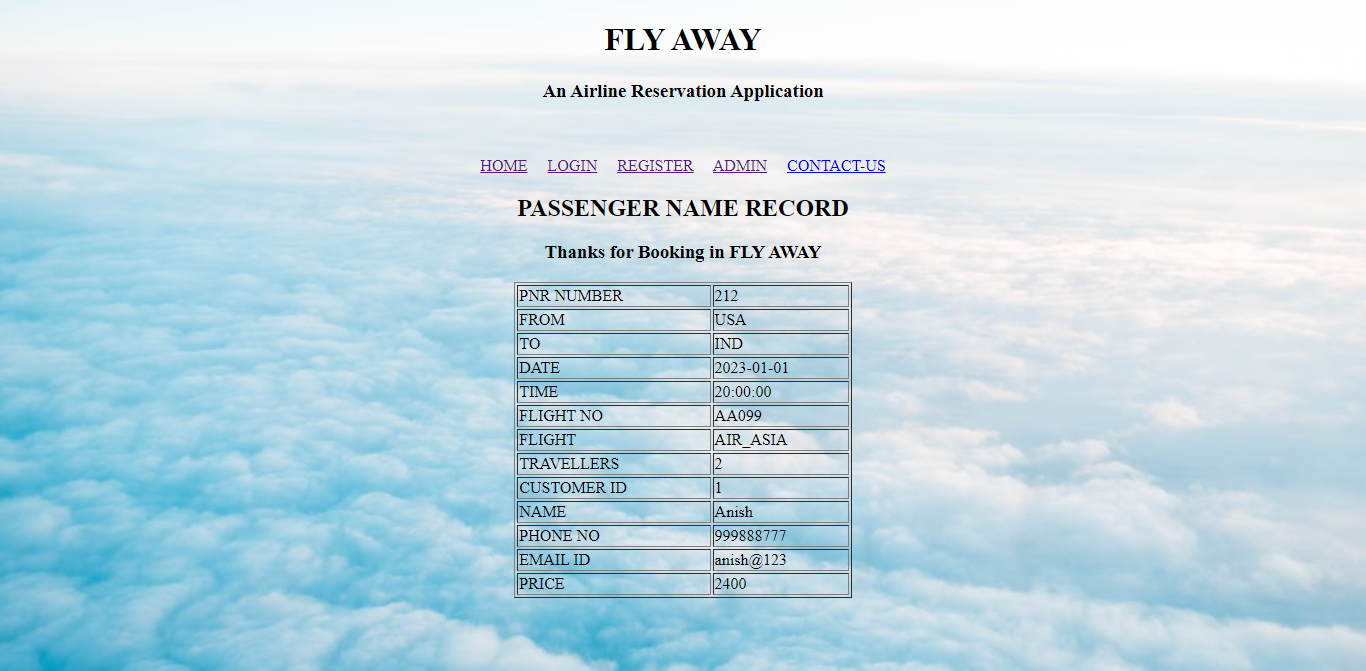 FLY AWAY
An Airline Reservation Application
HOME LOGIN REGISTER ADMIN CONTACT-US
PASSENGER NAME RECORD
Thanks for Booking in FLY AWAY
PNR NUMBER 212
FROM USA
TO IND
DATE 2023-01-01
TIME 20:00:00
FLIGHT NO AA099
FLIGHT AIR_ASIA
TRAVELLERS 2
CUSTOMER ID 1
NAME Anish
PHONE NO 999888777
EMAIL ID anish@123
PRICE 2400